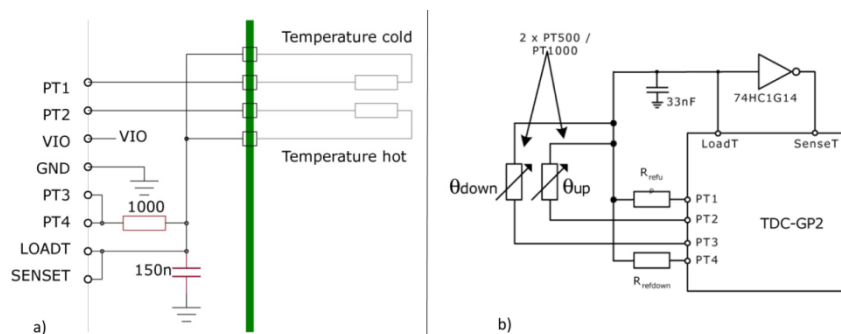 Temperature cold
PT1
PT2
VIO
VIO
GND
Temperature hot
PT3
1000
PT4
LOADT
150n
SENSET
a)
b)
2 x PT500 /
PT1000
33nF
74HC1G14
LoadT
SenseT
θdown
θup
Rrefu
p
PT1
PT2
TDC-GP2
PT3
PT4
Rrefdown